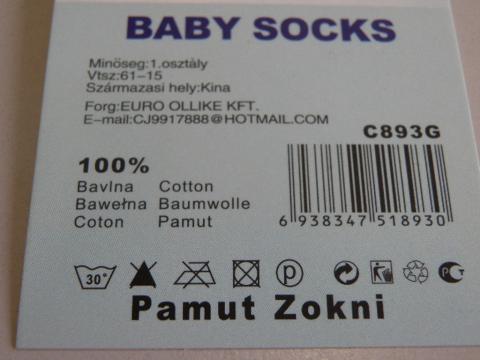 BABY SOCKS
Minöseg:1.osztàly
Vtsz:61-15
Származasi hely:Kina
Forg:EURO OLLIKE KFT.
E-mail:CJ9917888@HOTMAIL.COM
C893G
100%
Bavlna Cotton
Bawełna Baumwolle
Coton Pamut
6 938347 518930
30°
P
Pamut Zokni